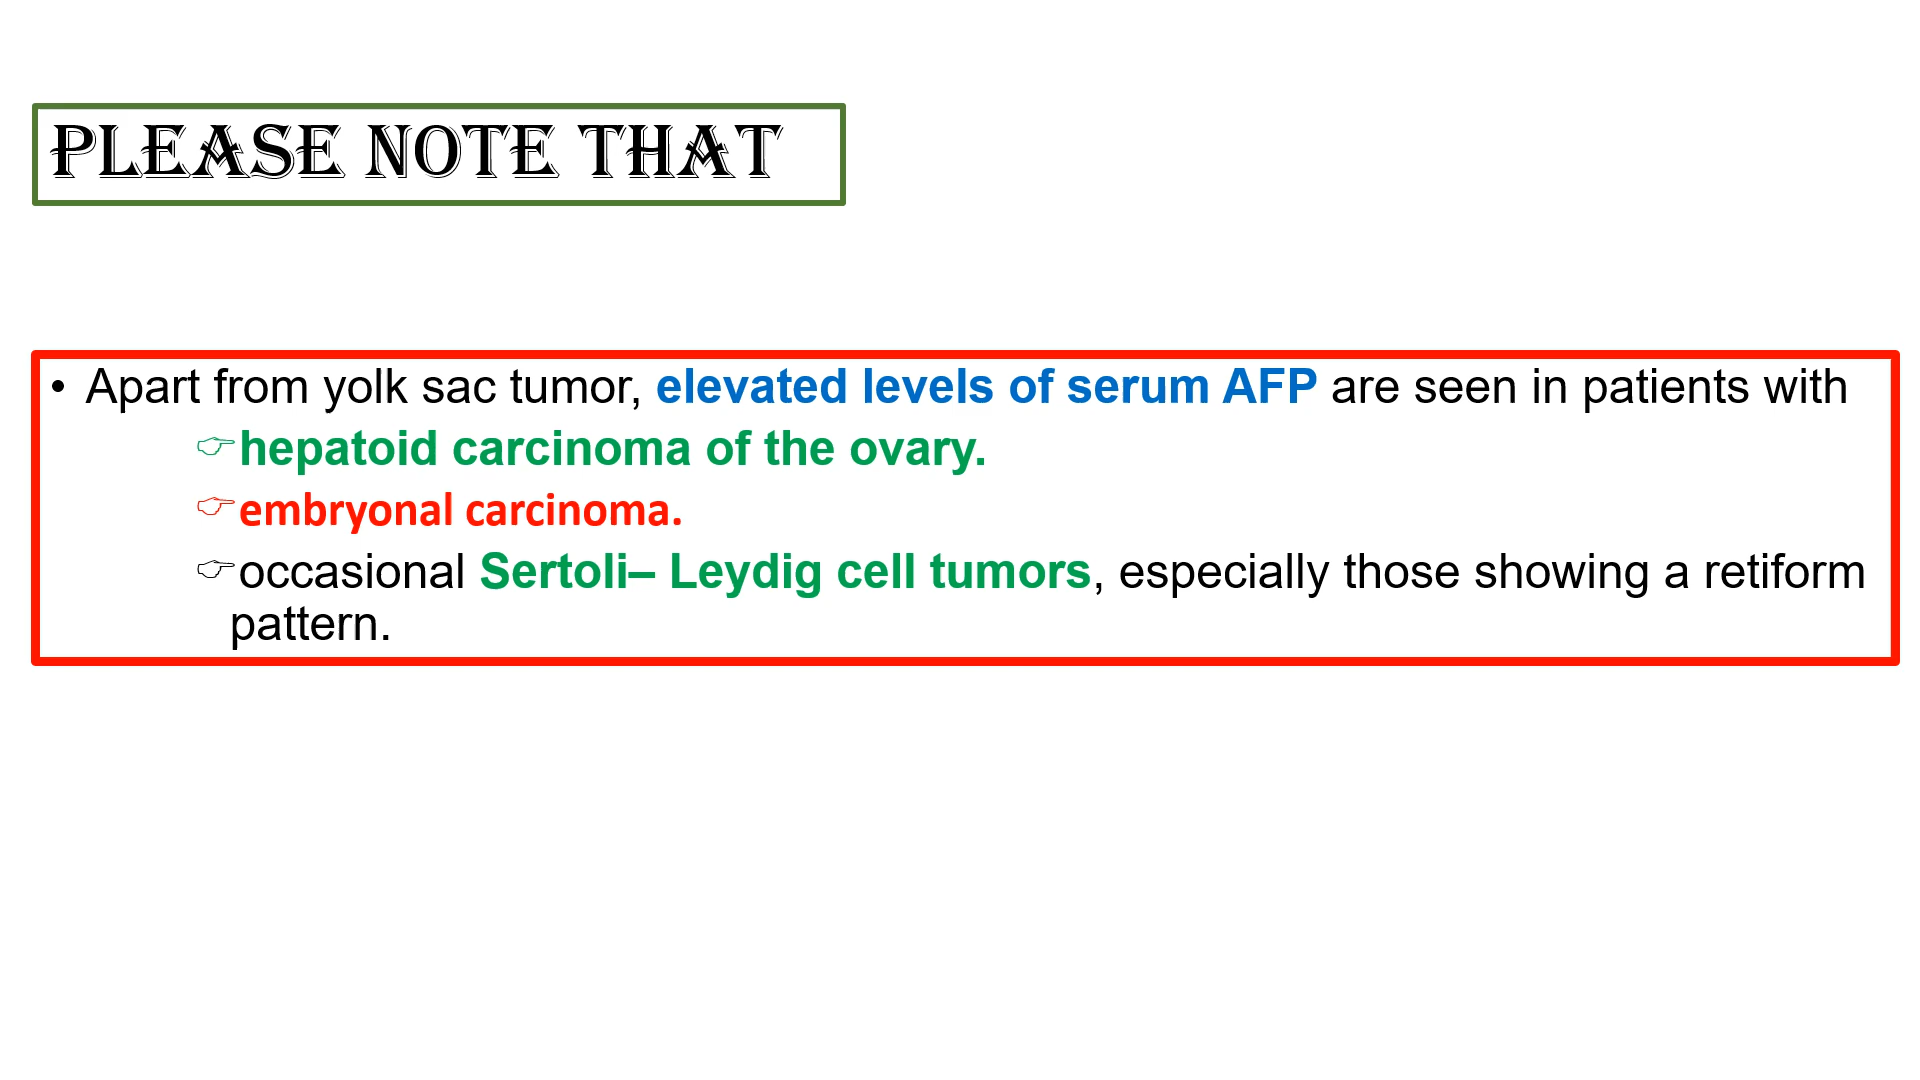 PLEASE NOTE THAT
• Apart from yolk sac tumor, elevated levels of serum AFP are seen in patients with
☞hepatoid carcinoma of the ovary.
☞embryonal carcinoma.
☞occasional Sertoli– Leydig cell tumors, especially those showing a retiform
pattern.